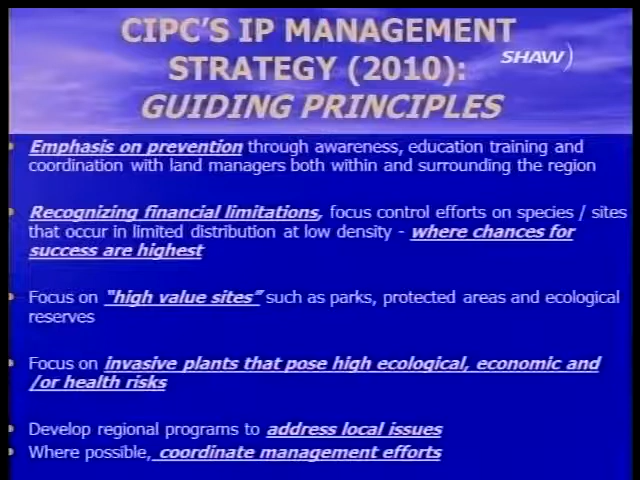 CIPC'S IP MANAGEMENT
STRATEGY (2010):
SHAW)
GUIDING PRINCIPLES
Emphasis on prevention through awareness, education training and
coordination with land managers both within and surrounding the region
Recognizing financial limitations, focus control efforts on species / sites
that occur in limited distribution at low density - where chances for
success are highest
Focus on "high value sites" such as parks, protected areas and ecological
reserves
Focus on invasive plants that pose high ecological, economic and
/or health risks
Develop regional programs to address local issues
Where possible, coordinate management efforts